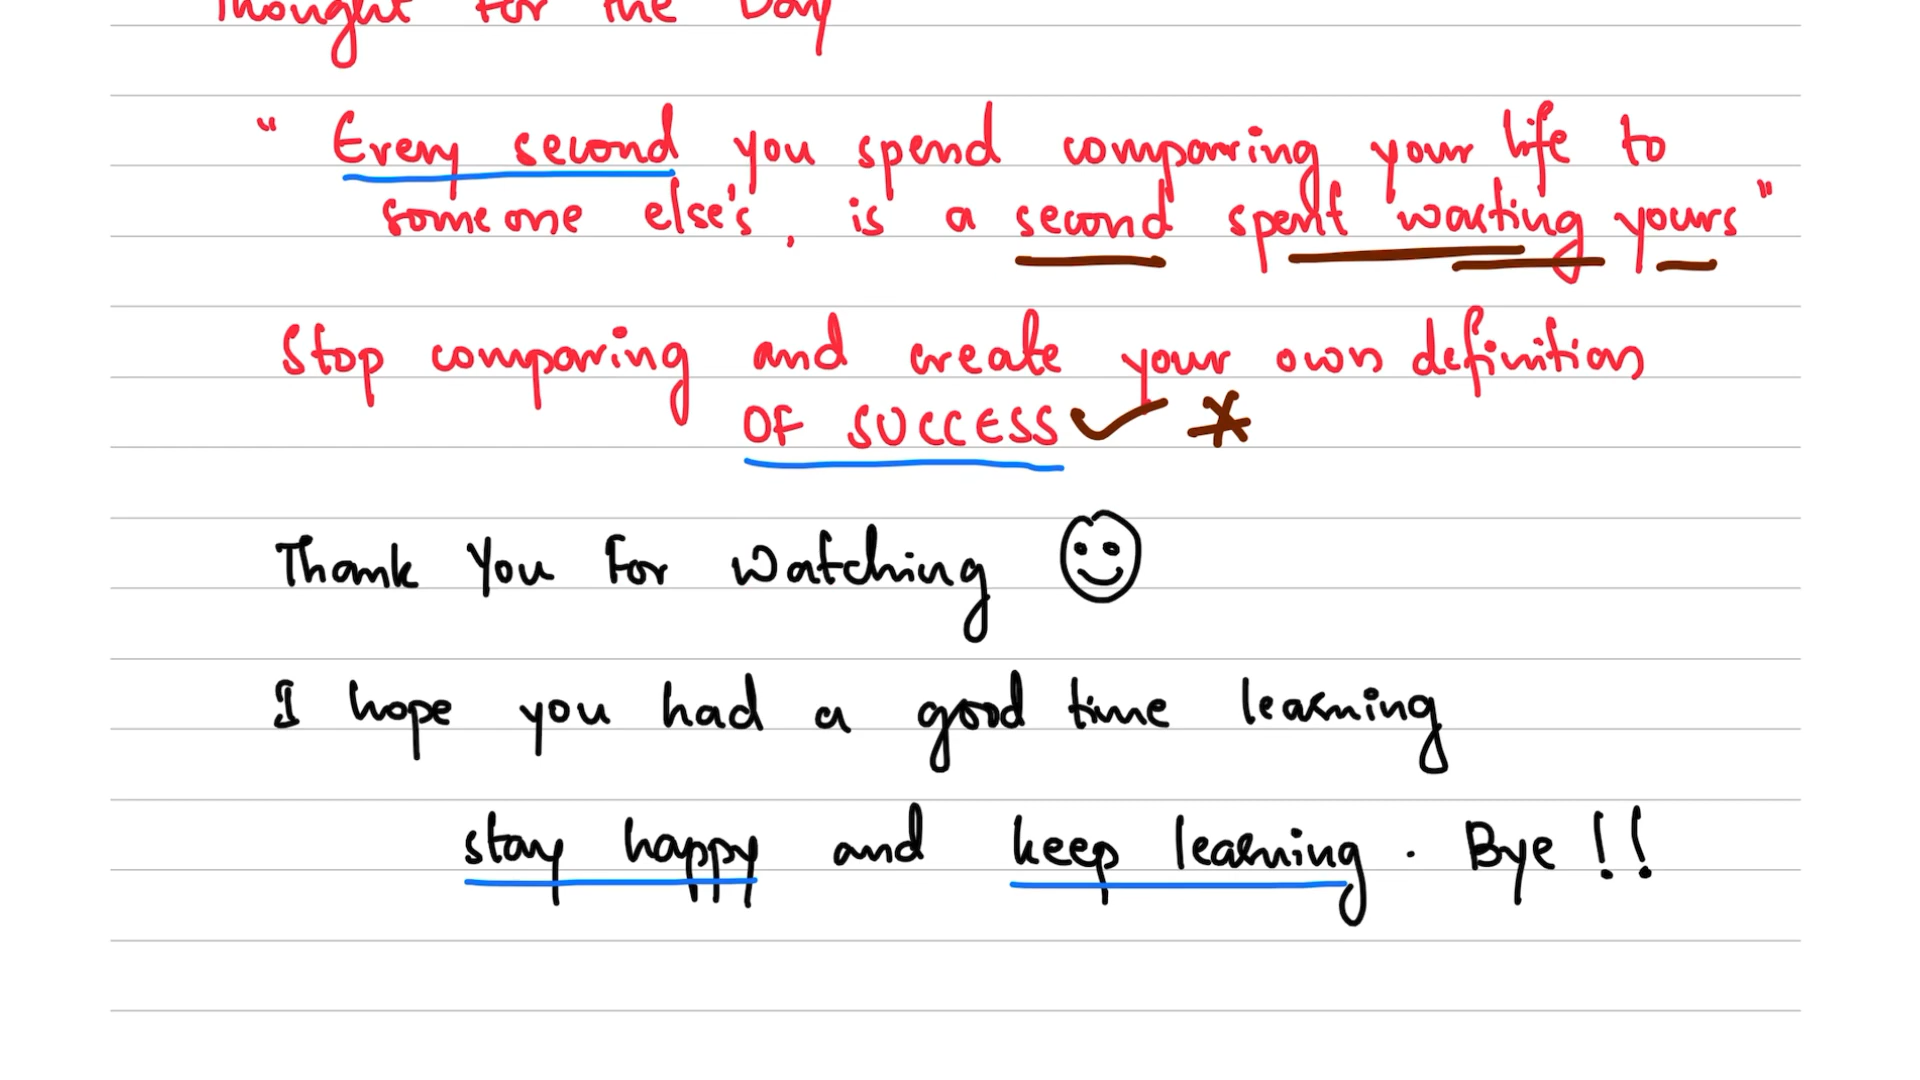 Thought For The Day
" Every second you spend comparing your life to
someone else's, is a second spent wasting yours "
Stop comparing and create your own definition
OF SUCCESS
Thank You For Watching
I hope you had a good time learning
stay happy and keep learning. Bye !!